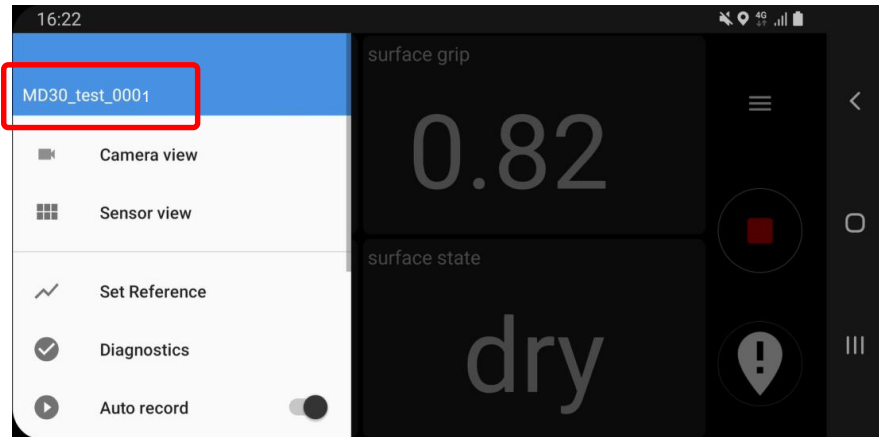 16:22
4G
MD30_test_0001
Camera view
Sensor view
Set Reference
Diagnostics
Auto record
surface grip
0.82
surface state
dry